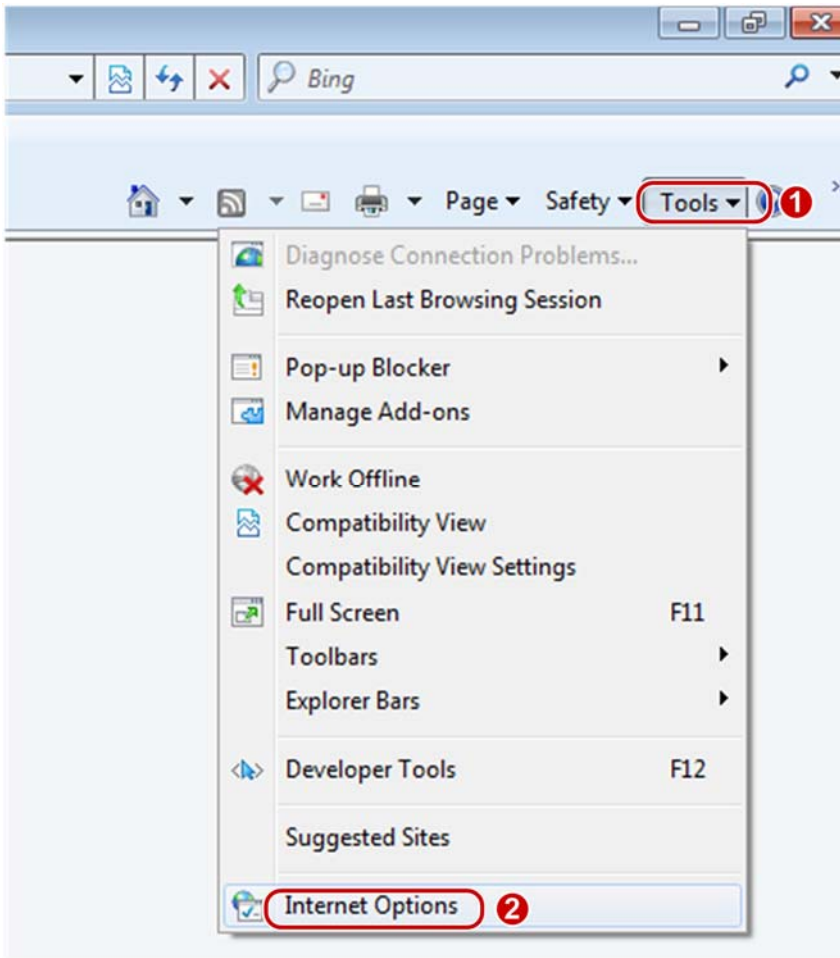 Bing
Page Safety Tools 1
Diagnose Connection Problems...
Reopen Last Browsing Session
Pop-up Blocker
Manage Add-ons
Work Offline
Compatibility View
Compatibility View Settings
Full Screen F11
Toolbars
Explorer Bars
Developer Tools F12
Suggested Sites
Internet Options 2